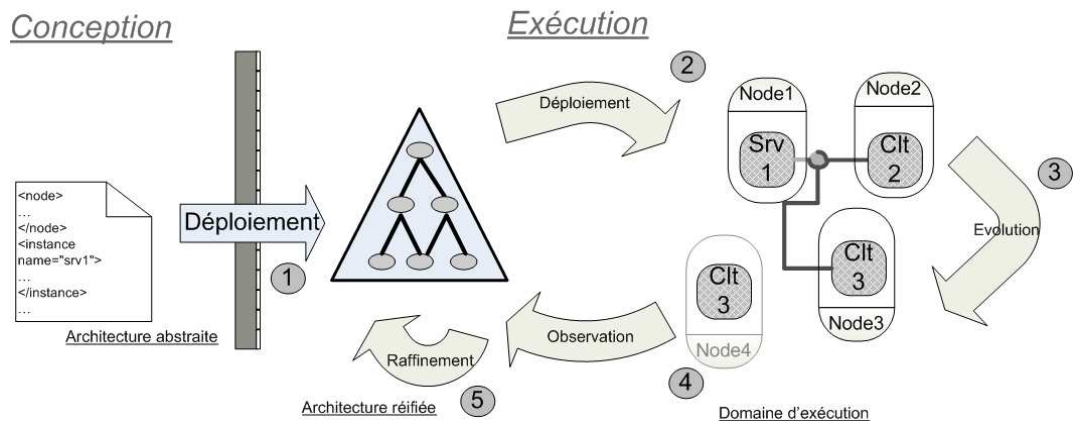 Conception
Exécution
2
Déploiement
Node1
Node2
Srv
1
Clt
2
3
<node>
…
</node>
<instance
name="srv1">
…
</instance>
…
Déploiement
1
Evolution
Clt
3
Node3
Clt
3
Node4
Architecture abstraite
Observation
Raffinement
4
5
Architecture réifiée
Domaine d'exécution